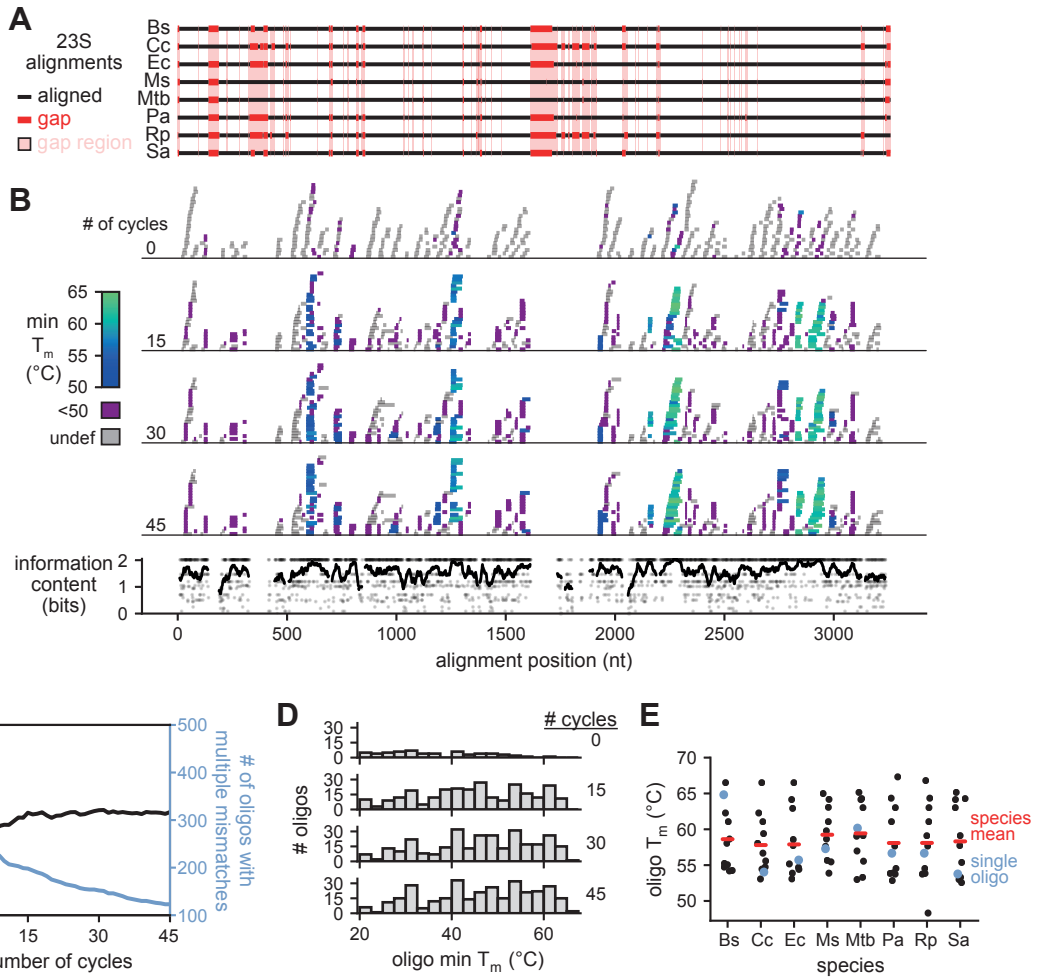 A
23S
alignments
aligned
gap
gap region
Bs
Cc
Ec
Ms
Mtb
Pa
Rp
Sa
B
# of cycles
0
15
30
45
min
Tm
(°C)
65
60
55
50
<50
undef
information
content
(bits)
2
1
0
0 500 1000 1500 2000 2500 3000
alignment position (nt)
500
400
300
200
100
# of oligos with
multiple mismatches
15 30 45
umber of cycles
D
# cycles
0
15
30
45
30
15
0
30
15
0
30
15
0
30
15
0
# oligos
20 40 60
oligo min Tm (°C)
E
70
65
60
55
50
oligo Tm (°C)
species
mean
single
oligo
Bs Cc Ec Ms Mtb Pa Rp Sa
species